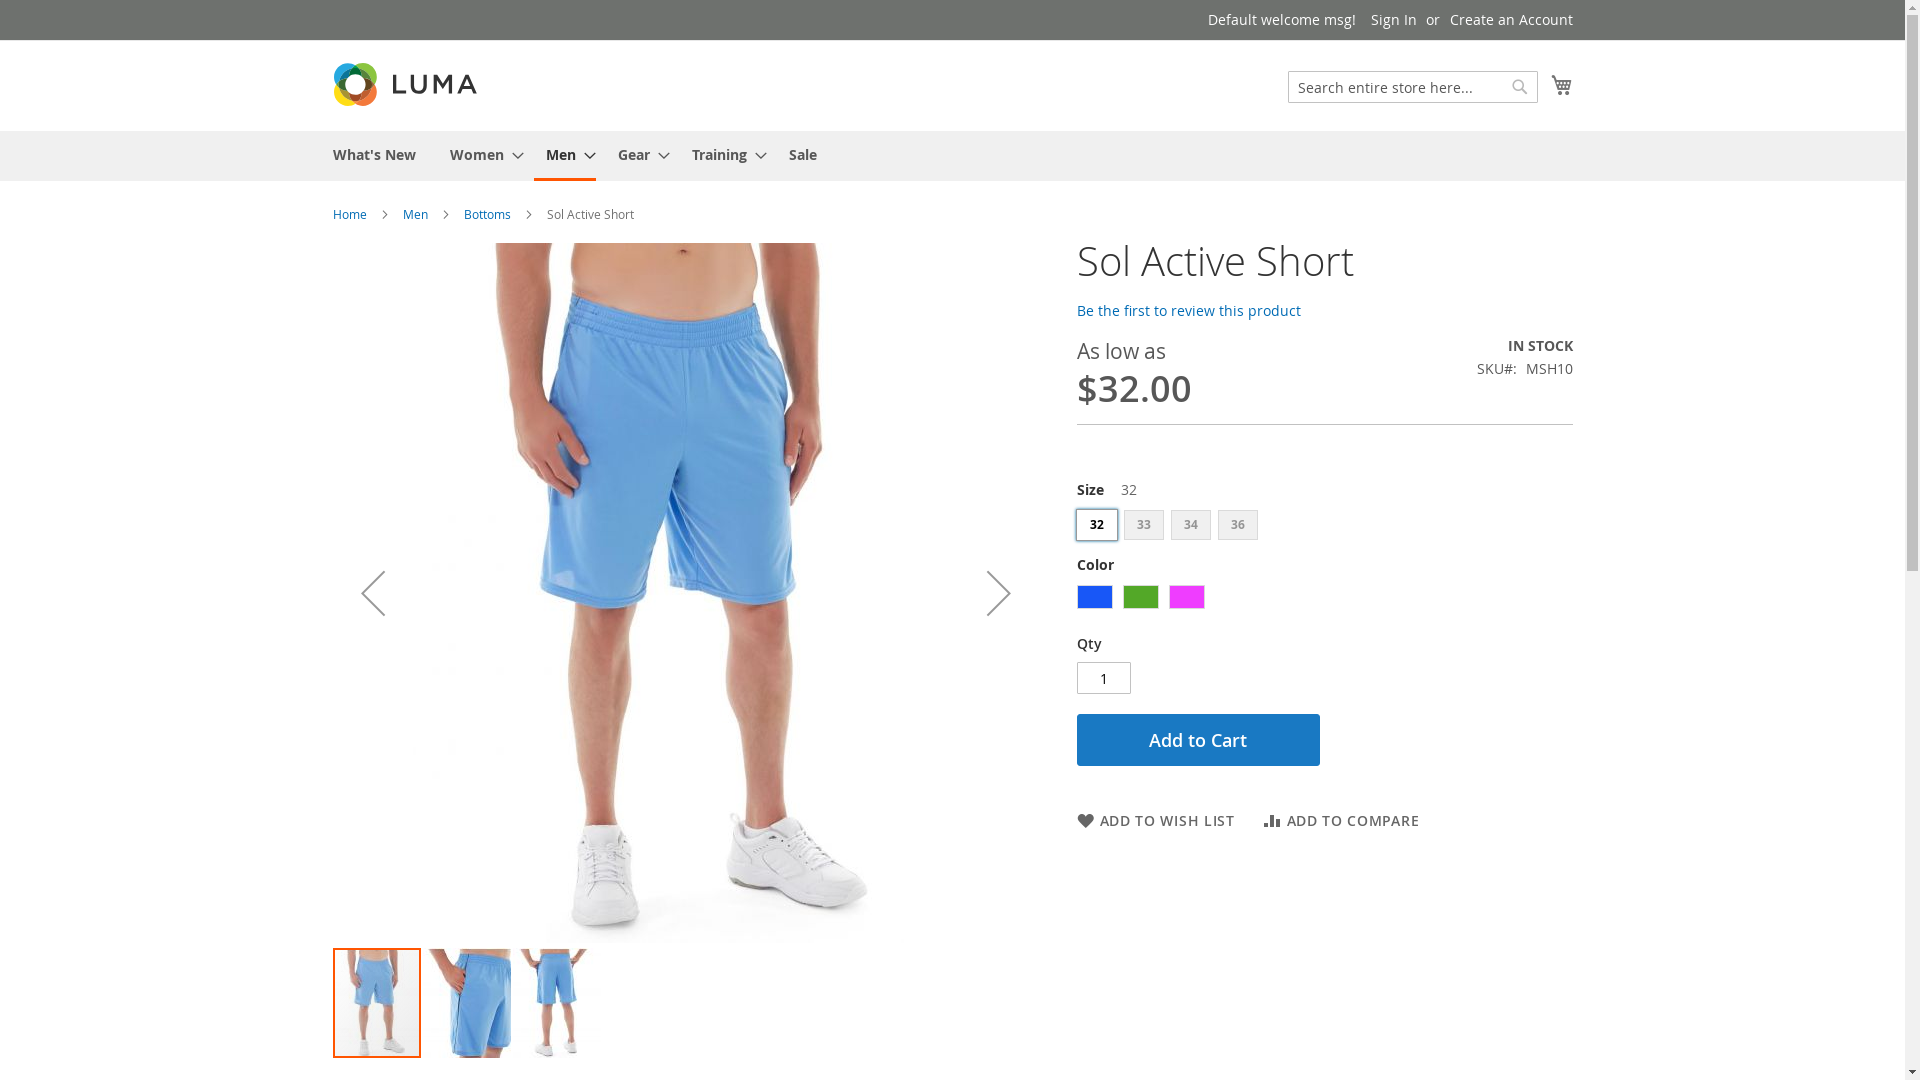 Default welcome msg! Sign In or Create an Account
LUMA
Search entire store here...
What's New Women Men Gear Training Sale
Home Men Bottoms Sol Active Short
Sol Active Short
Be the first to review this product
As low as
$32.00
IN STOCK
SKU#: MSH10
Size 32
32 33 34 36
Color
Qty
1
Add to Cart
ADD TO WISH LIST ADD TO COMPARE